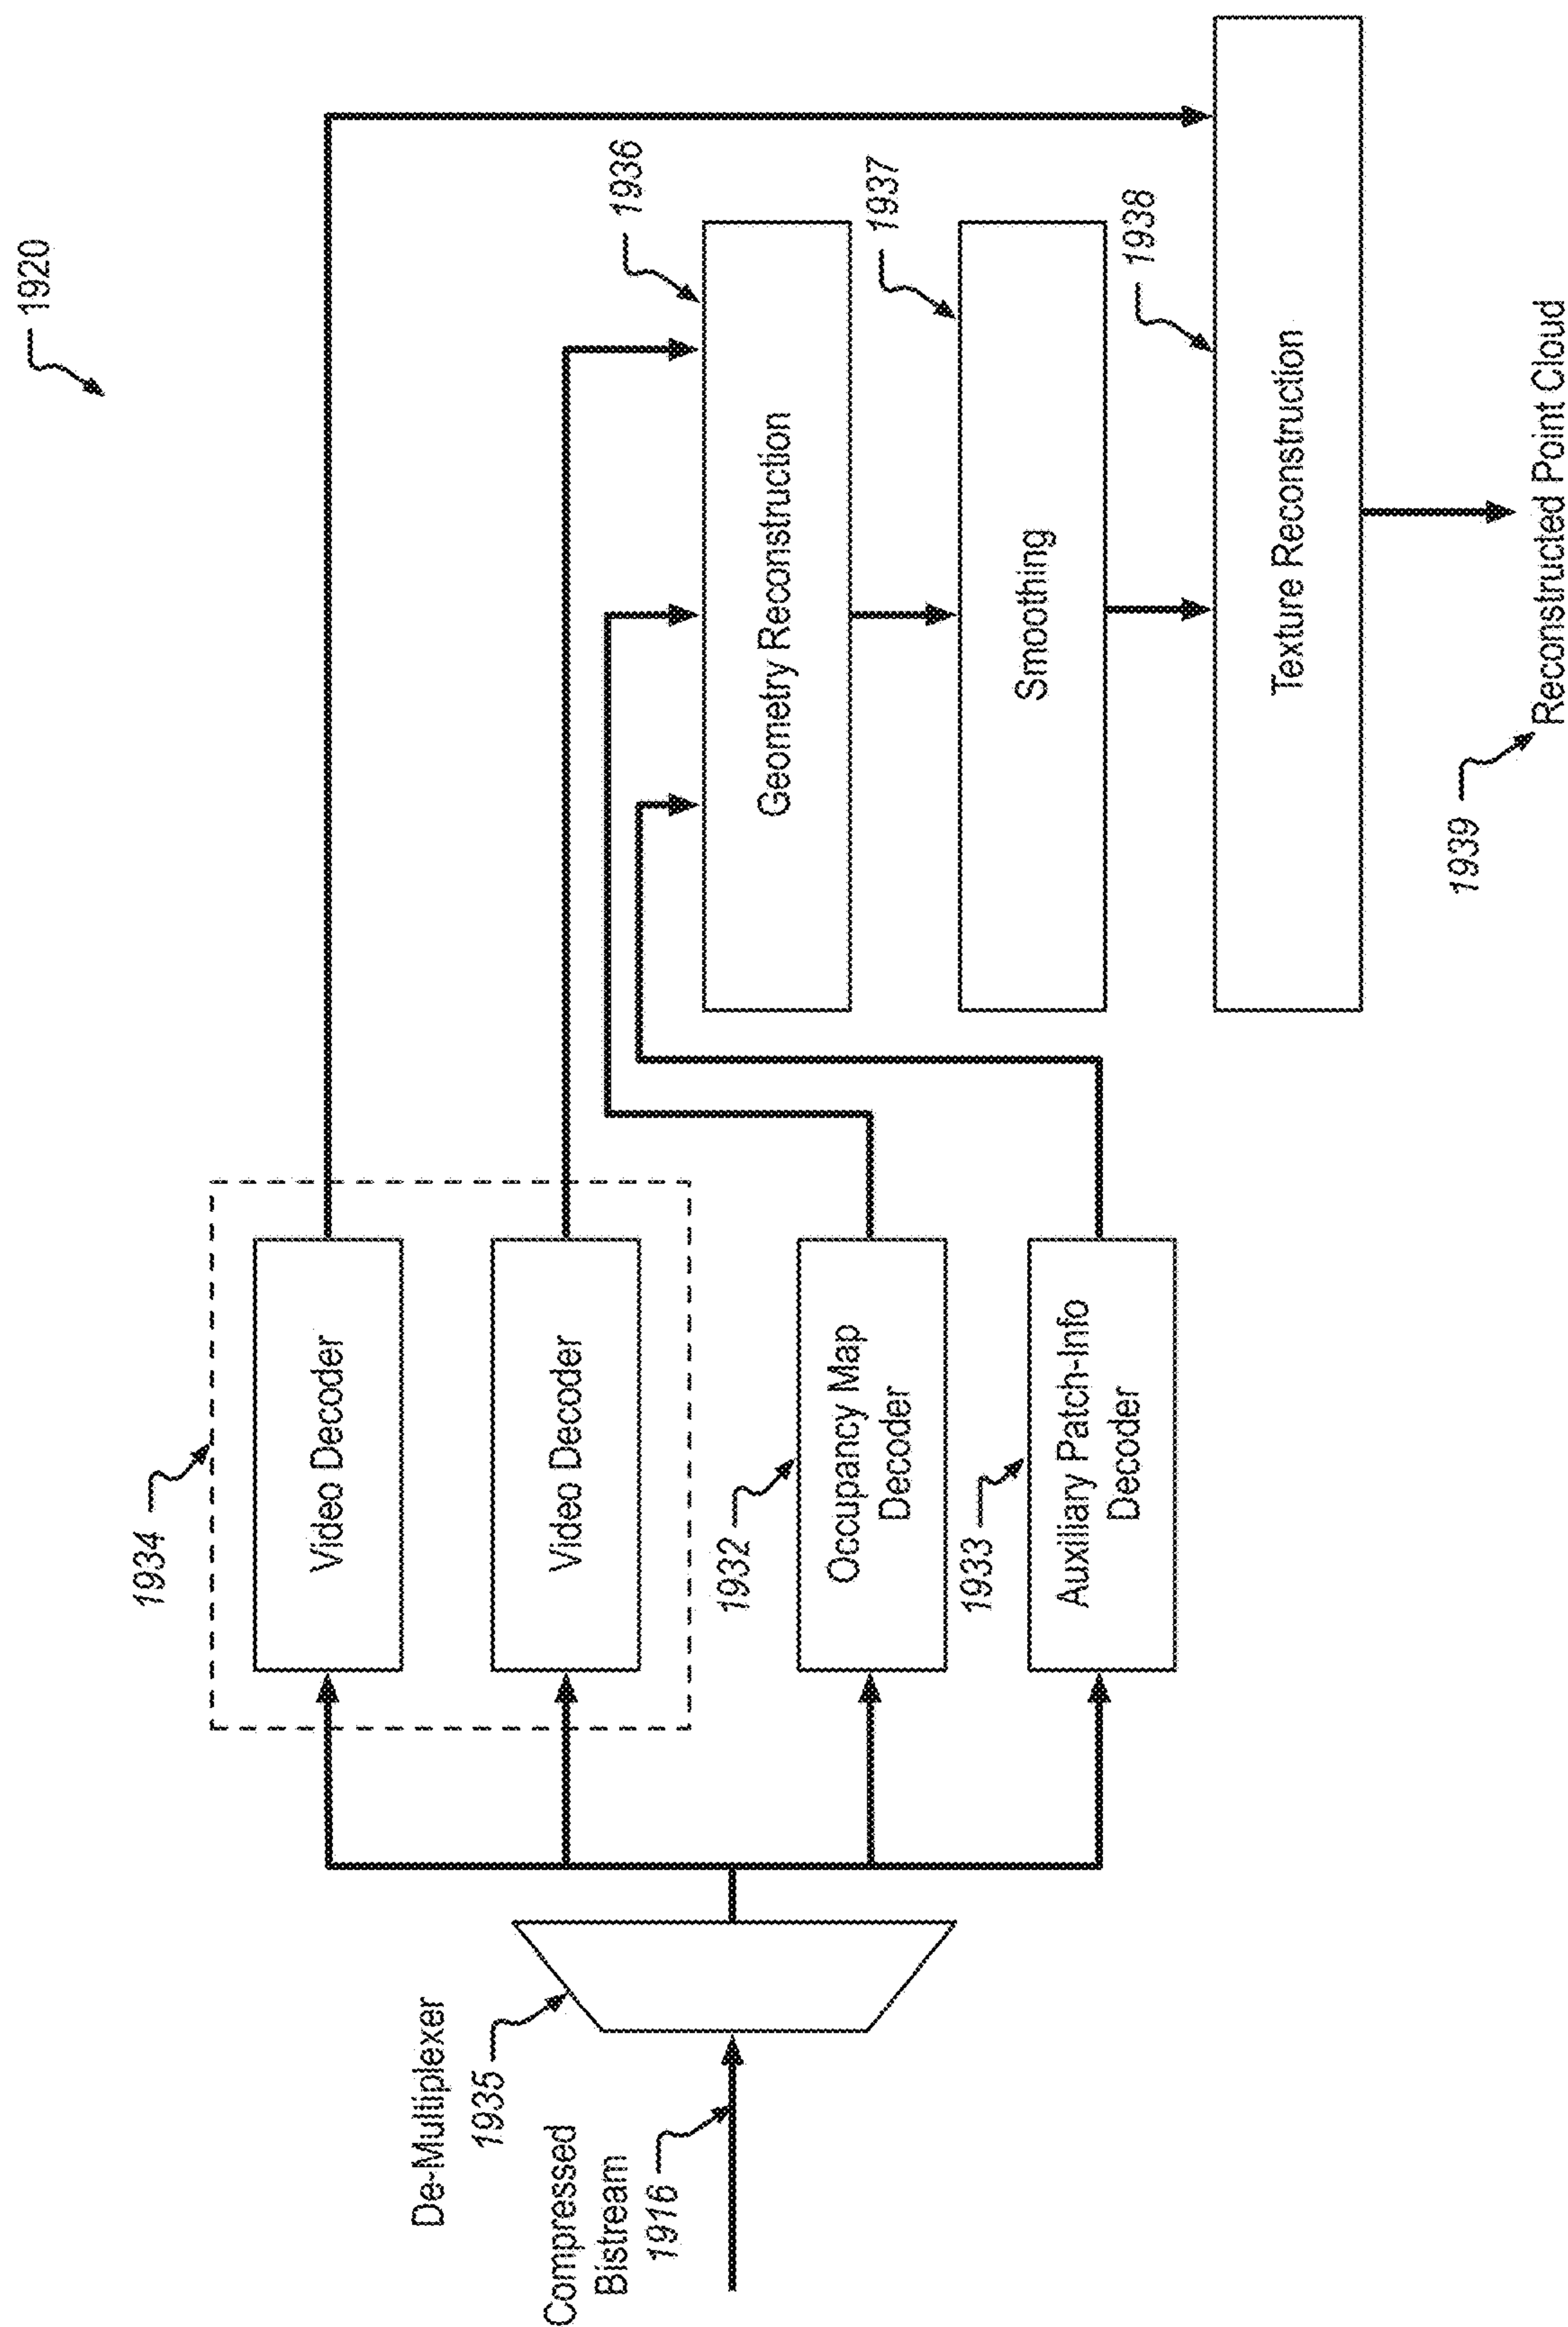 1920
1934
Video Decoder
Video Decoder
1932
Occupancy Map
Decoder
1933
Auxiliary Patch-Info
Decoder
De-Multiplexer
1935
Compressed
Bistream
1916
1936
Geometry Reconstruction
1937
Smoothing
1938
Texture Reconstruction
1939
Reconstructed Point Cloud